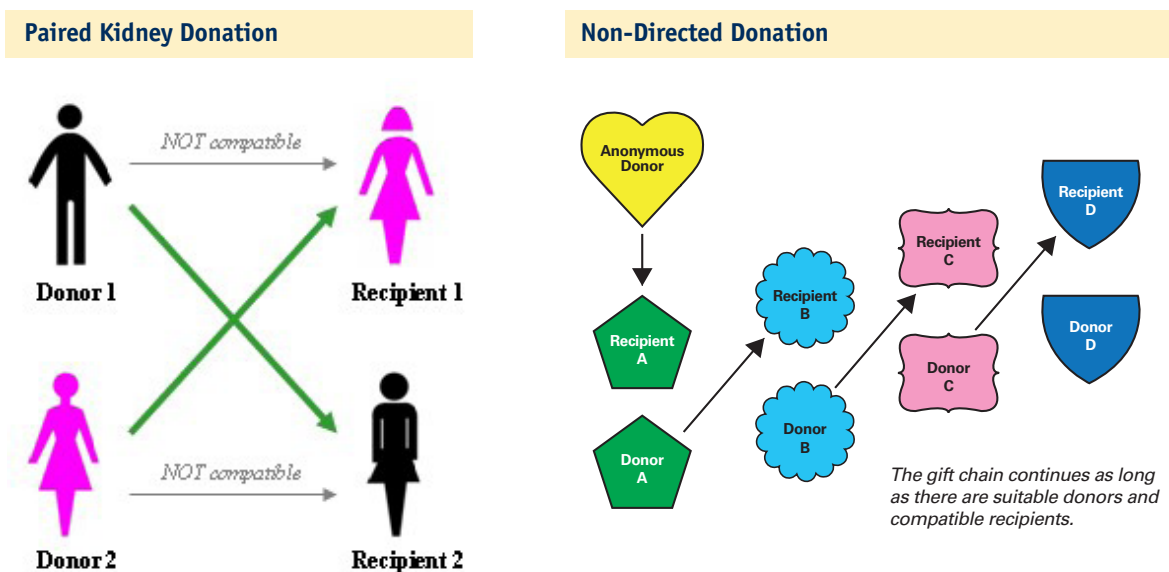 Paired Kidney Donation
NOT compatible
Donor 1
Recipient 1
NOT compatible
Donor 2
Recipient 2
Non-Directed Donation
Anonymous
Donor
Recipient
A
Donor
A
Recipient
B
Donor
B
Recipient
C
Donor
C
Recipient
D
Donor
D
The gift chain continues as long
as there are suitable donors and
compatible recipients.